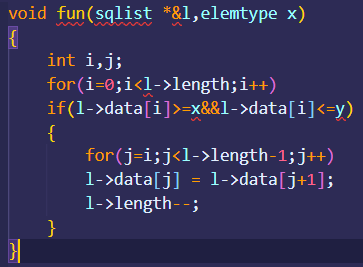 void fun(sqlist *&l,elemtype x)
{
int i,j;
for(i=0;i<l->length;i++)
if(l->data[i]>=x&&l->data[i]<=y)
{
for(j=i;j<l->length-1;j++)
l->data[j] = l->data[j+1];
l->length--;
}
}